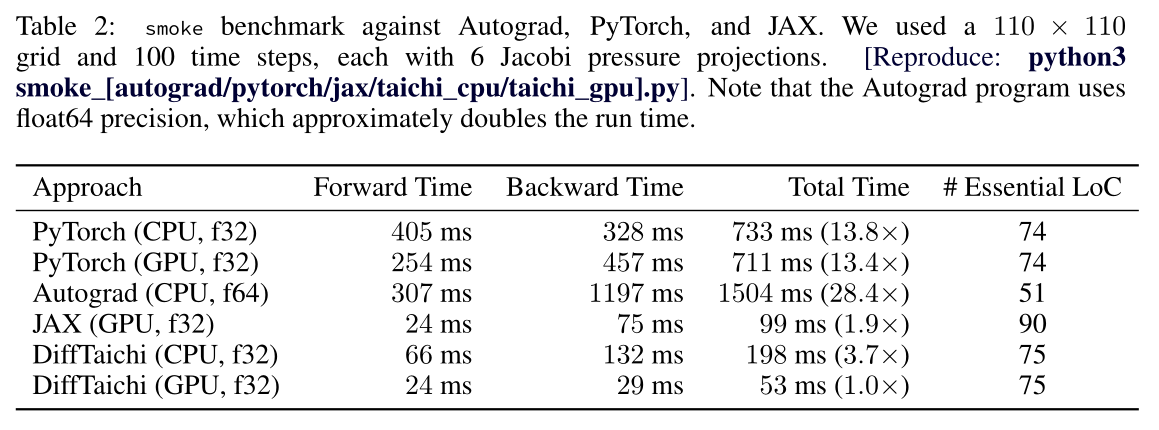 Table 2: smoke benchmark against Autograd, PyTorch, and JAX. We used a 110 × 110
grid and 100 time steps, each with 6 Jacobi pressure projections. [Reproduce: python3
smoke_[autograd/pytorch/jax/taichi_cpu/taichi_gpu].py]. Note that the Autograd program uses
float64 precision, which approximately doubles the run time.
Approach Forward Time Backward Time Total Time # Essential LoC
PyTorch (CPU, f32) 405 ms 328 ms 733 ms (13.8×) 74
PyTorch (GPU, f32) 254 ms 457 ms 711 ms (13.4×) 74
Autograd (CPU, f64) 307 ms 1197 ms 1504 ms (28.4×) 51
JAX (GPU, f32) 24 ms 75 ms 99 ms (1.9×) 90
DiffTaichi (CPU, f32) 66 ms 132 ms 198 ms (3.7×) 75
DiffTaichi (GPU, f32) 24 ms 29 ms 53 ms (1.0×) 75